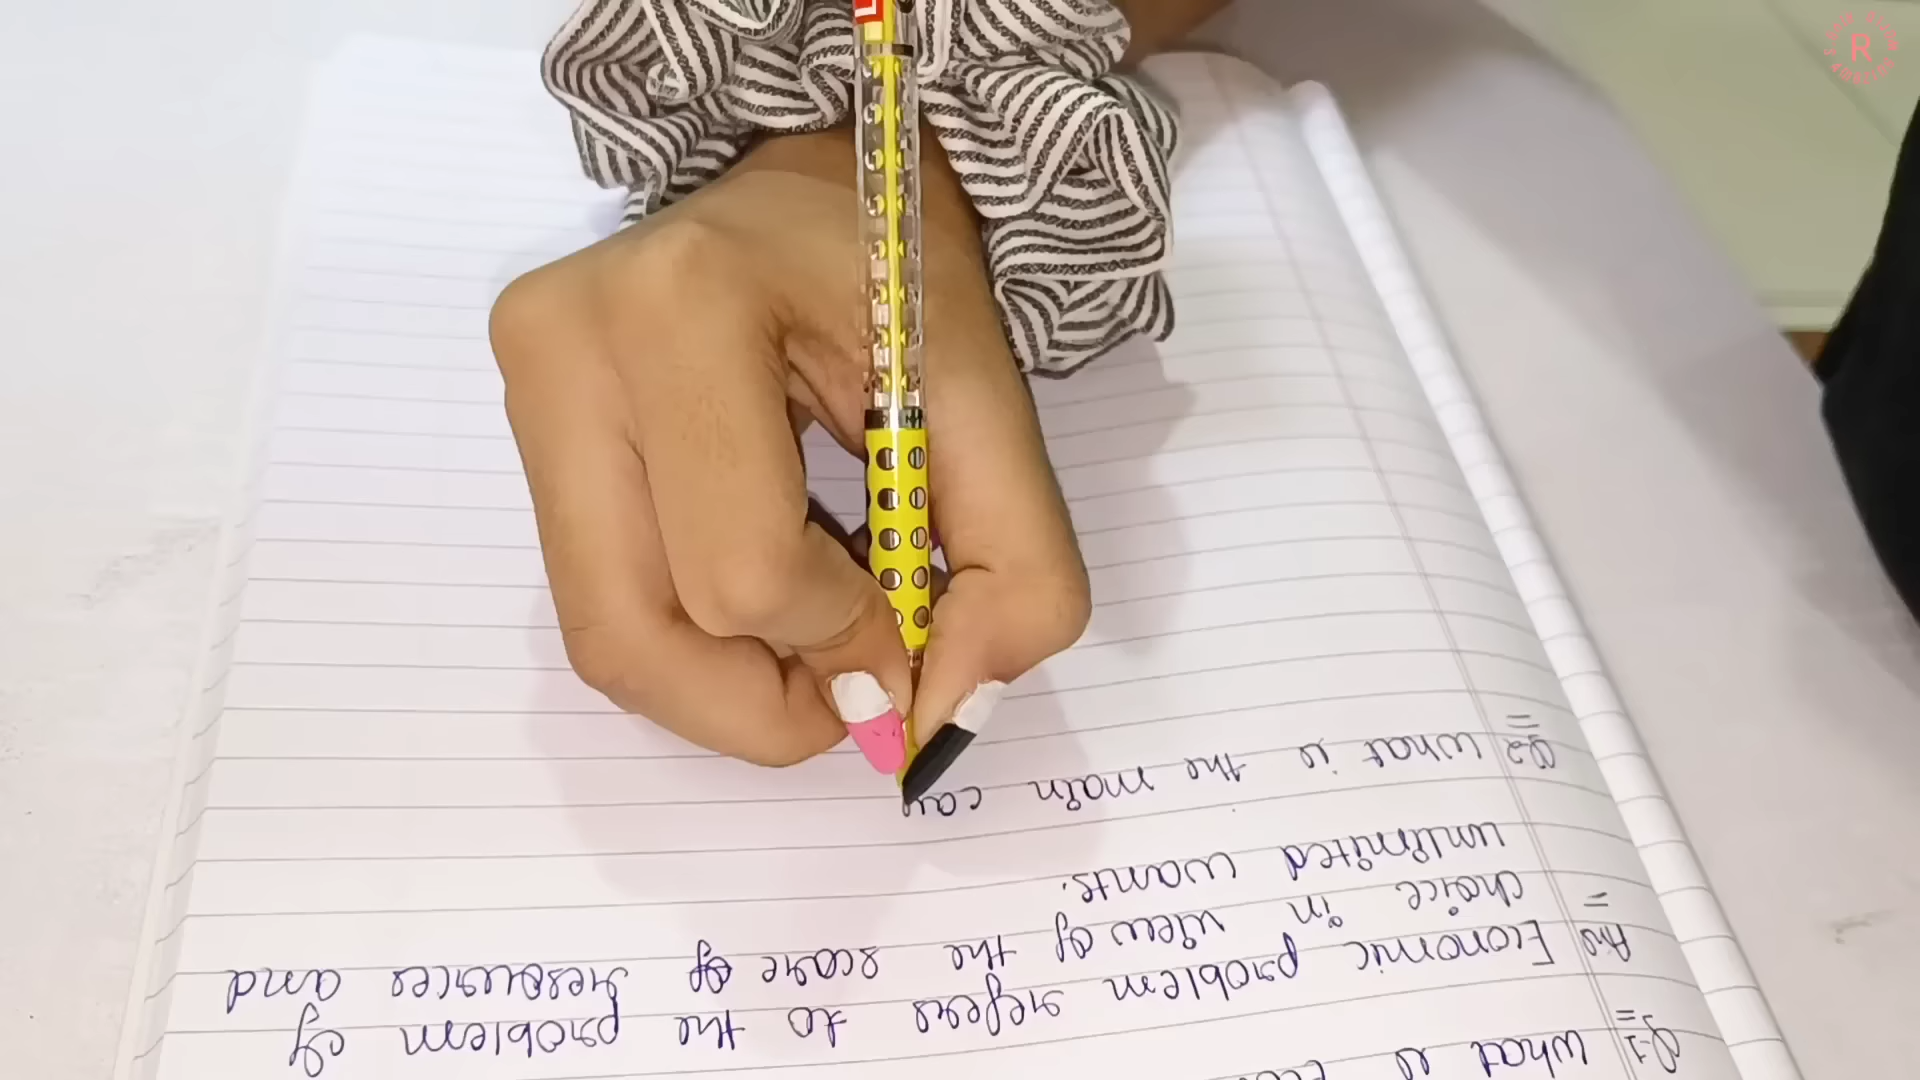 Q-1 what is
Ans Economic problem refers to the problem of
choice in view of the scare of resources and
unlimited wants.
Q2 what is the main cau
R